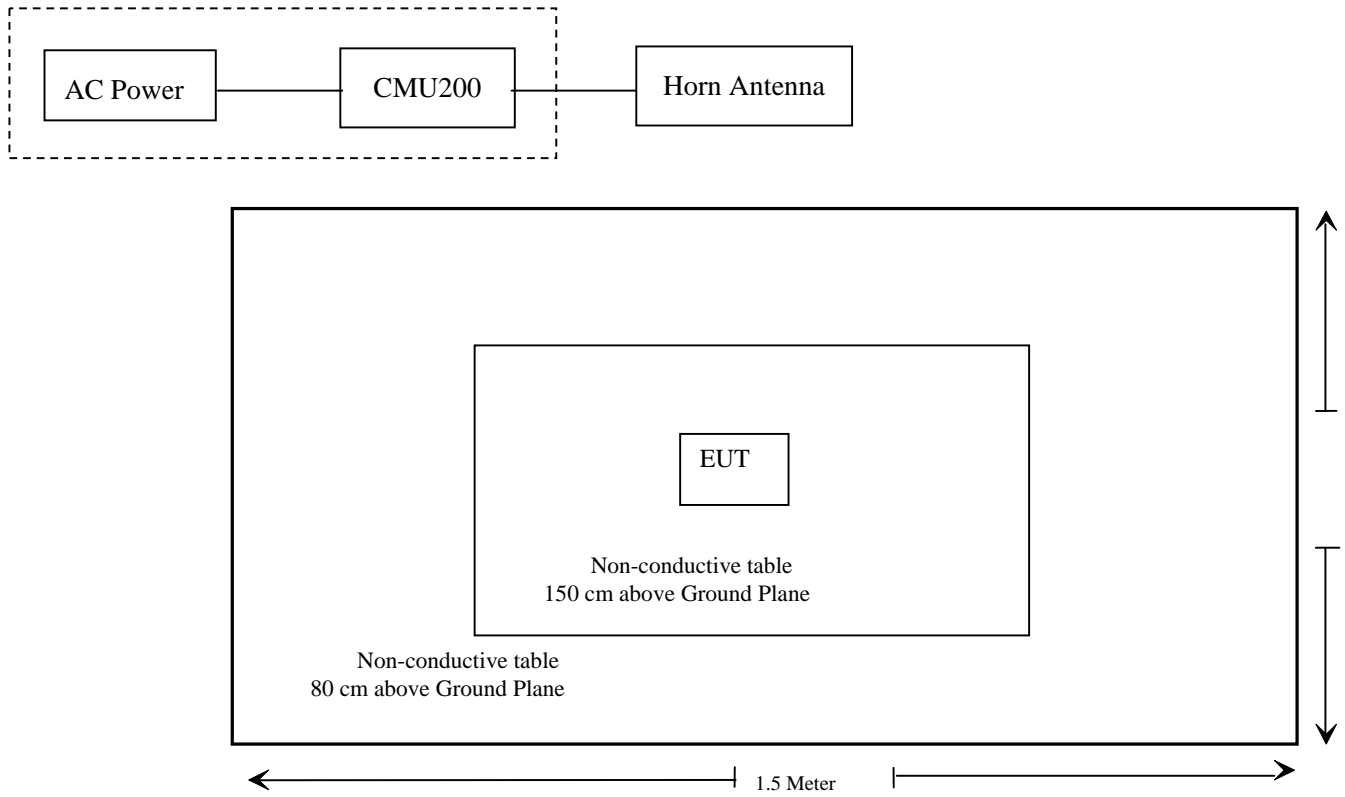 AC Power
CMU200
Horn Antenna
EUT
Non-conductive table
150 cm above Ground Plane
Non-conductive table
80 cm above Ground Plane
1.5 Meter